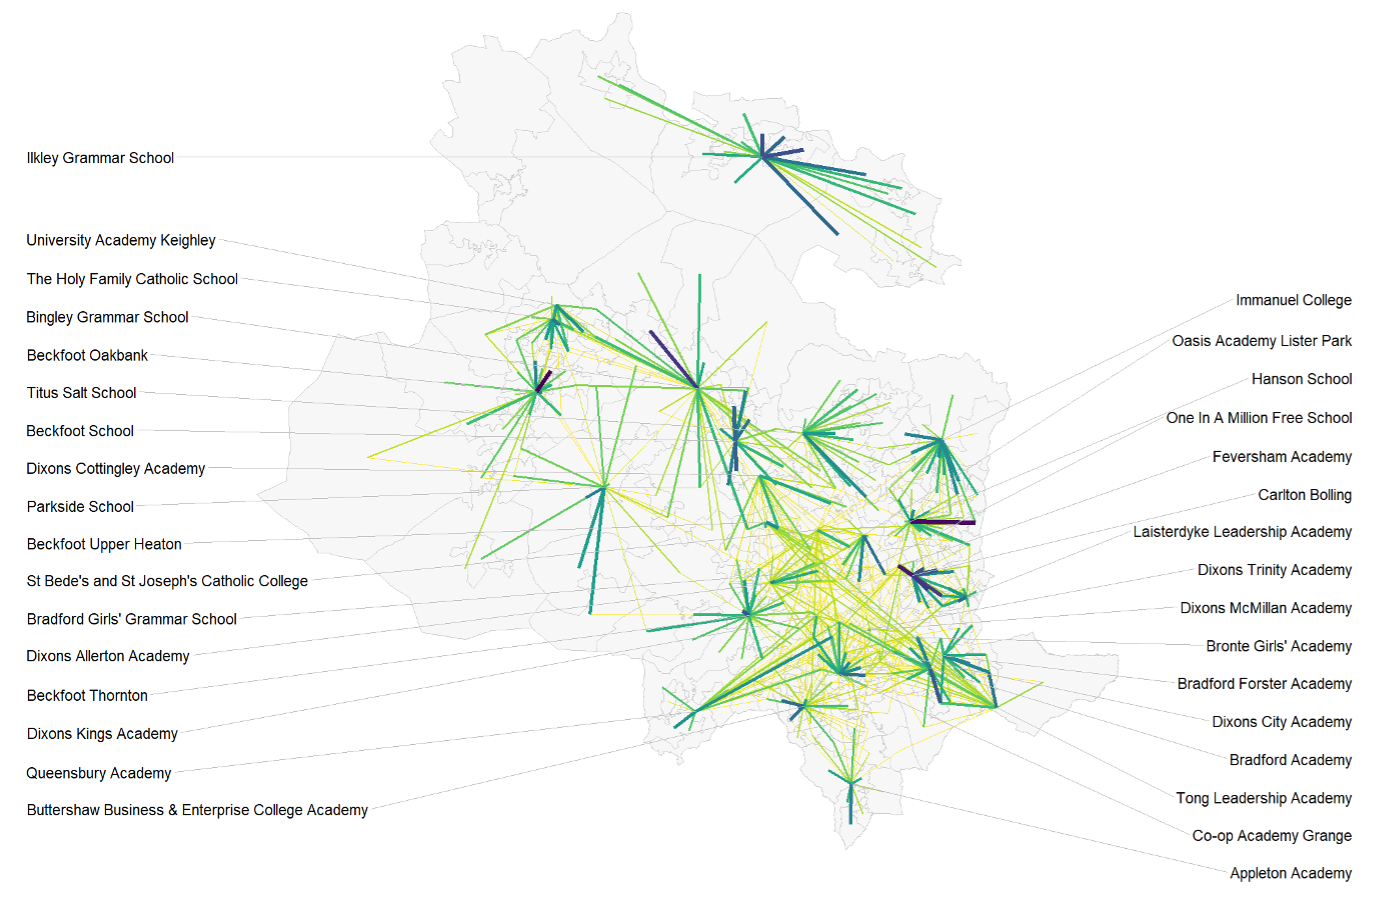 Ilkley Grammar School
University Academy Keighley
The Holy Family Catholic School
Bingley Grammar School
Beckfoot Oakbank
Titus Salt School
Beckfoot School
Dixons Cottingley Academy
Parkside School
Beckfoot Upper Heaton
St Bede's and St Joseph's Catholic College
Bradford Girls' Grammar School
Dixons Allerton Academy
Beckfoot Thornton
Dixons Kings Academy
Queensbury Academy
Buttershaw Business & Enterprise College Academy
Immanuel College
Oasis Academy Lister Park
Hanson School
One In A Million Free School
Feversham Academy
Carlton Bolling
Laisterdyke Leadership Academy
Dixons Trinity Academy
Dixons McMillan Academy
Bronte Girls' Academy
Bradford Forster Academy
Dixons City Academy
Bradford Academy
Tong Leadership Academy
Co-op Academy Grange
Appleton Academy